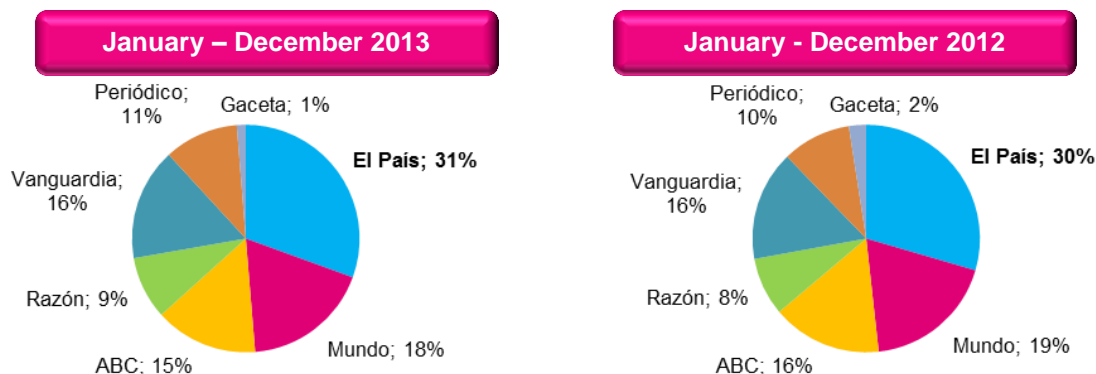 January – December 2013
Periódico;
11%
Gaceta; 1%
El País; 31%
Vanguardia;
16%
Razón; 9%
Mundo; 18%
ABC; 15%
January - December 2012
Periódico;
10%
Gaceta; 2%
El País; 30%
Vanguardia;
16%
Razón; 8%
Mundo; 19%
ABC; 16%